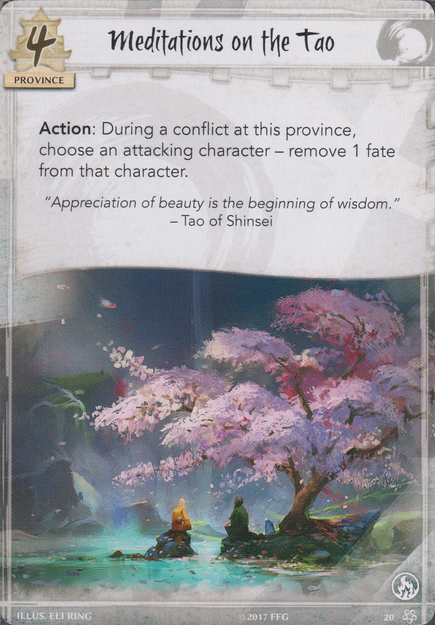 4
Meditations on the Tao
PROVINCE
Action: During a conflict at this province,
choose an attacking character – remove 1 fate
from that character.
“Appreciation of beauty is the beginning of wisdom.”
– Tao of Shinsei
ILLUS. ELI RING
©2017 FFG
20